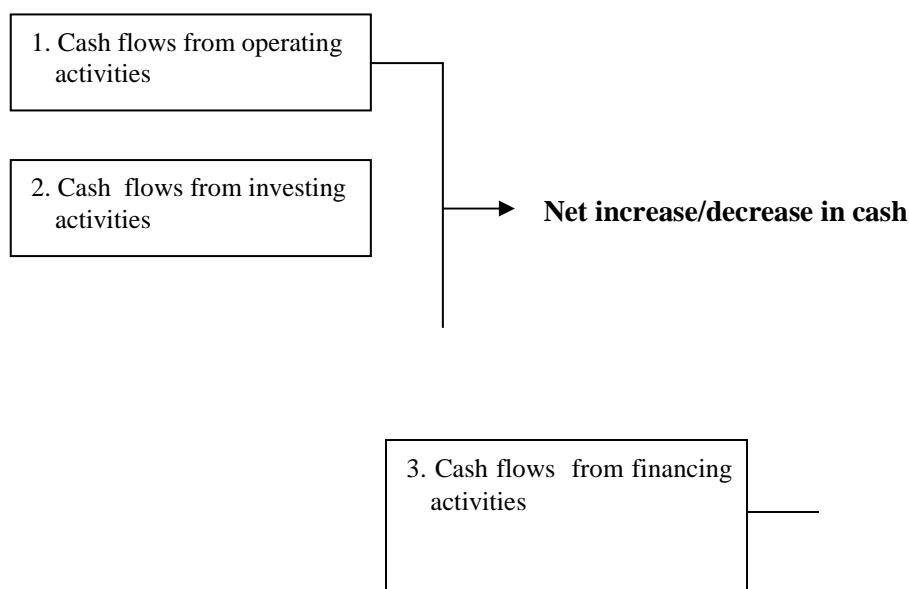 1. Cash flows from operating
activities
2. Cash flows from investing
activities
Net increase/decrease in cash
3. Cash flows from financing
activities